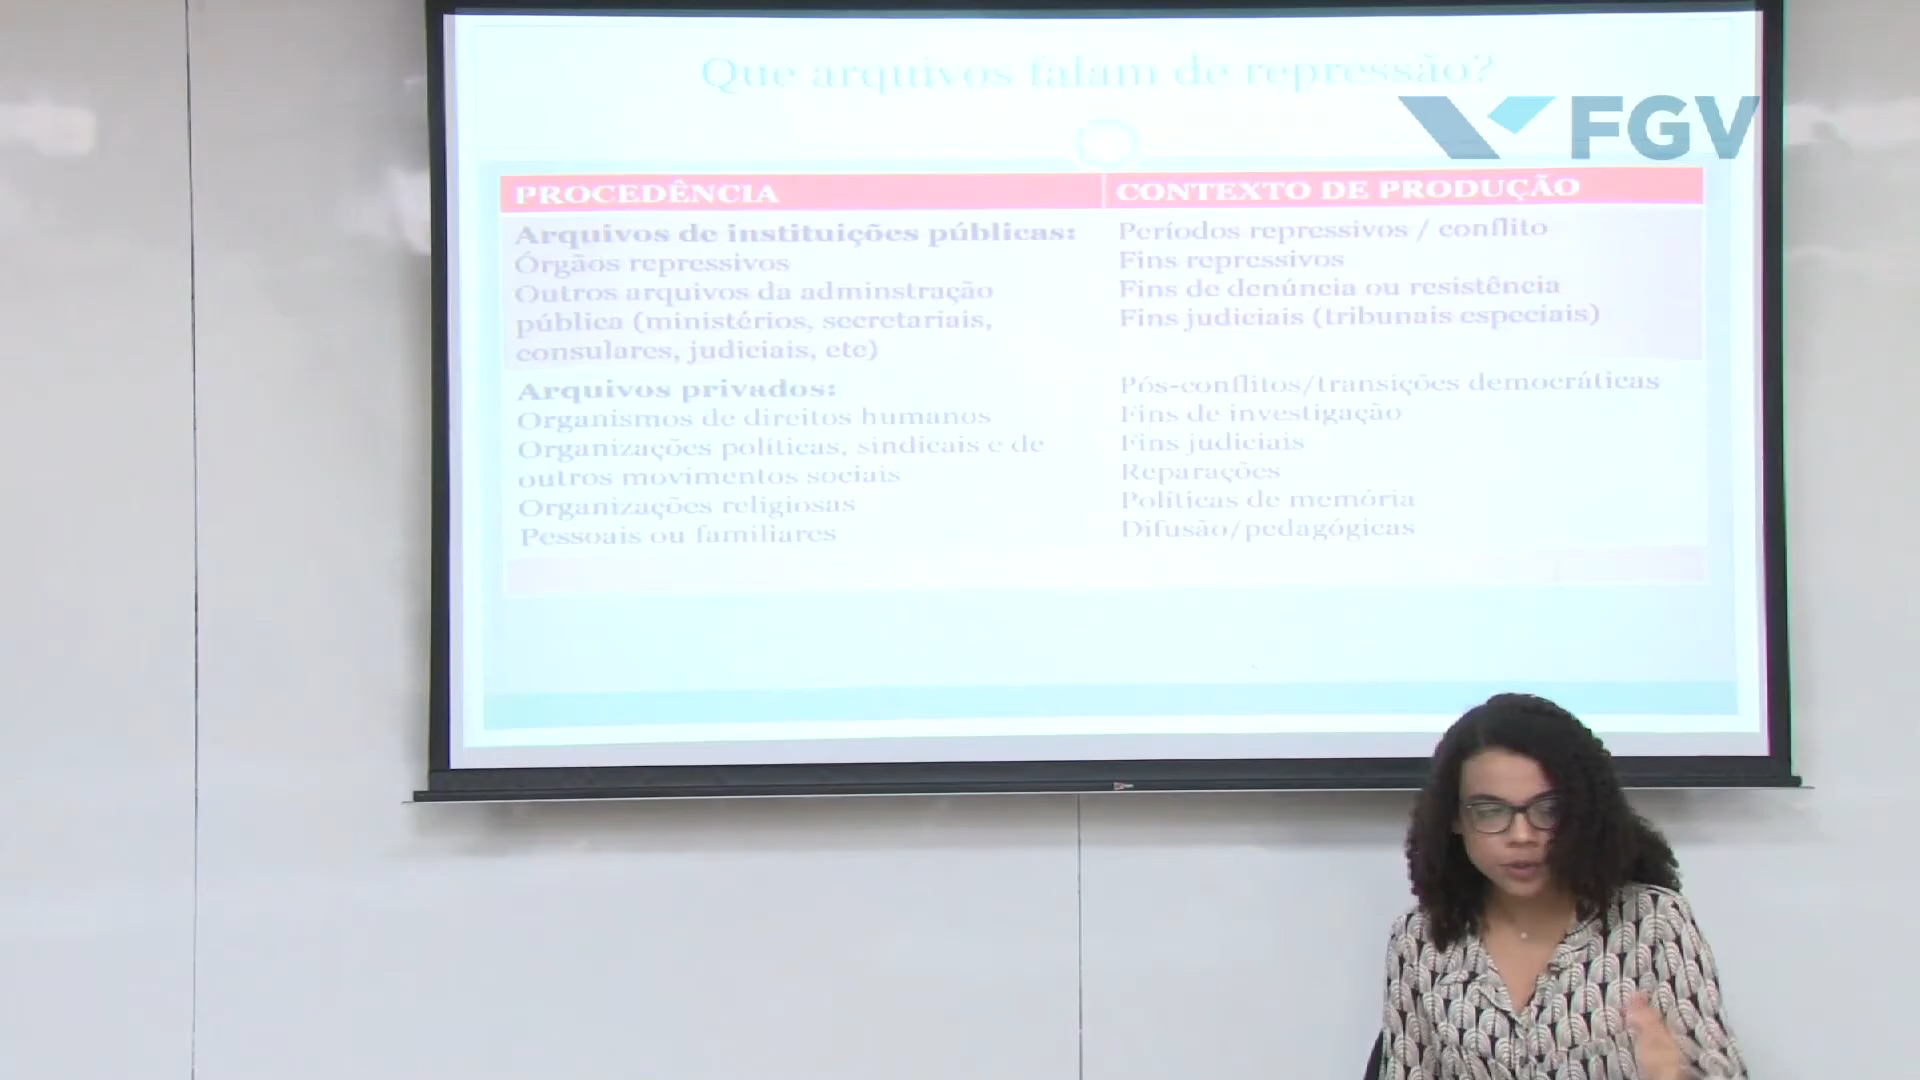 Que arquivos falam de repressão?
FGV
PROCEDÊNCIA
CONTEXTO DE PRODUÇÃO
Arquivos de instituições públicas:
Órgãos repressivos
Outros arquivos da adminstração
pública (ministérios, secretariais,
consulares, judiciais, etc)
Períodos repressivos / conflito
Fins repressivos
Fins de denúncia ou resistência
Fins judiciais (tribunais especiais)
Arquivos privados:
Organismos de direitos humanos
Organizações políticas, sindicais e de
outros movimentos sociais
Organizações religiosas
Pessoais ou familiares
Pós-conflitos/transições democráticas
Fins de investigação
Fins judiciais
Reparações
Políticas de memória
Difusão/pedagógicas